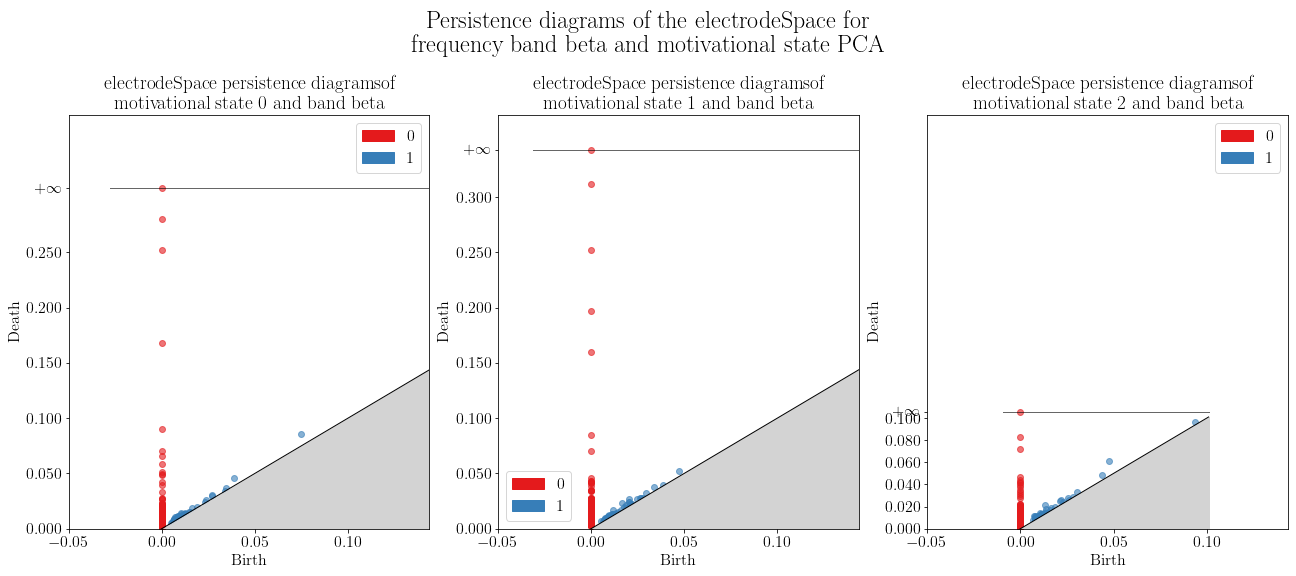 Persistence diagrams of the electrodeSpace for
frequency band beta and motivational state PCA
electrodeSpace persistence diagramsof
motivational state 0 and band beta
0
1
+∞
0.250
0.200
0.150
0.100
0.050
0.000
Death
−0.05
0.00
0.05
0.10
Birth
electrodeSpace persistence diagramsof
motivational state 1 and band beta
+∞
0.300
0.250
0.200
0.150
0.100
0.050
0.000
Death
0
1
−0.05
0.00
0.05
0.10
Birth
electrodeSpace persistence diagramsof
motivational state 2 and band beta
0
1
+∞
0.100
0.080
0.060
0.040
0.020
0.000
Death
−0.05
0.00
0.05
0.10
Birth